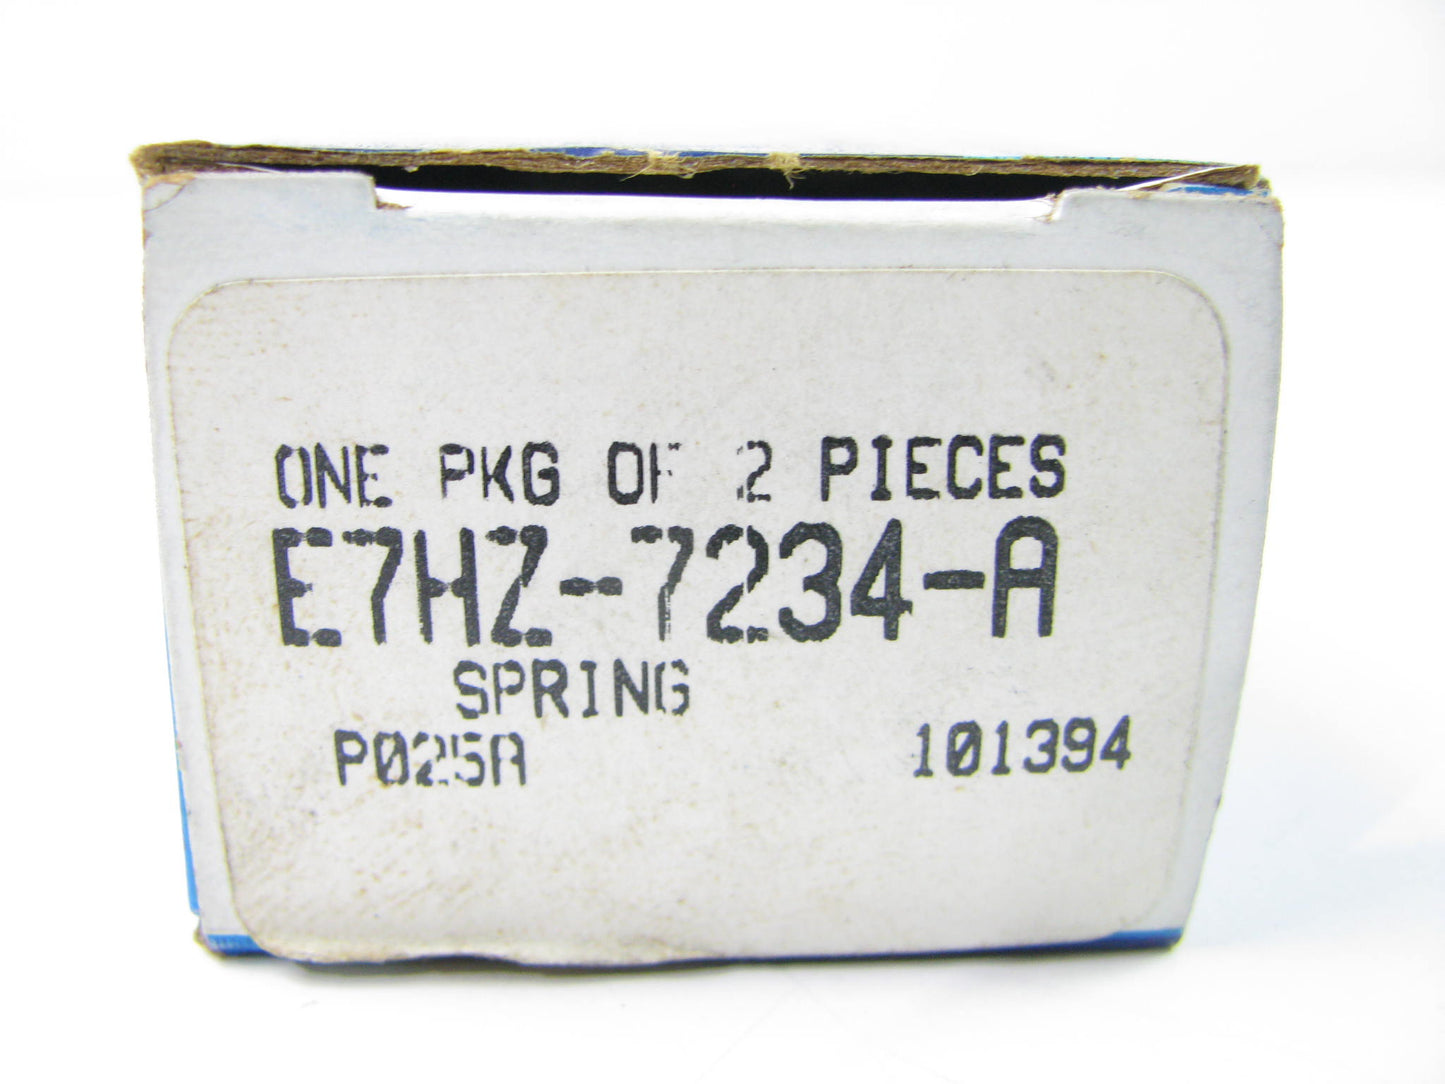 ONE PKG OF 2 PIECES
E7HZ-7234-A
SPRING
P025A 101394